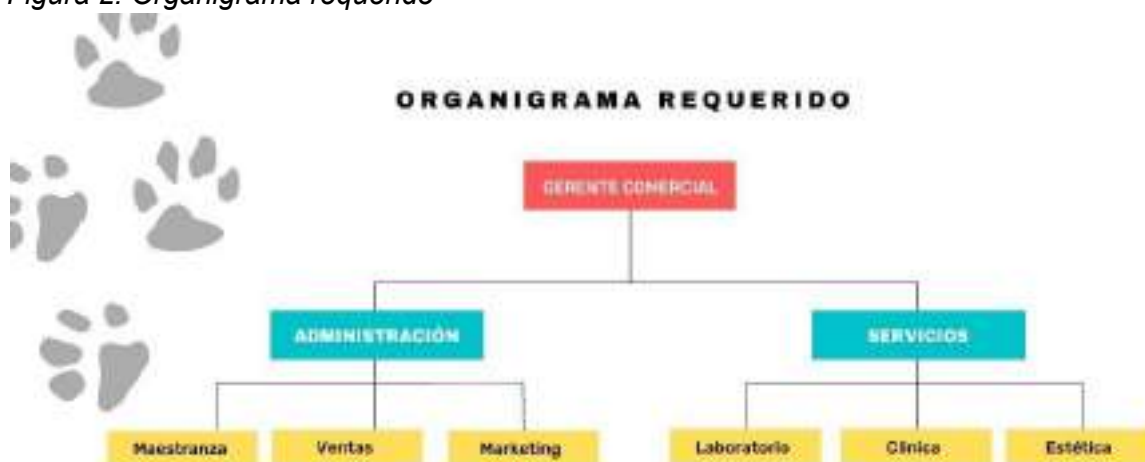 Figura 2. Organigrama requerido
ORGANIGRAMA REQUERIDO
GERENTE COMERCIAL
ADMINISTRACIÓN SERVICIOS
Maestranza Ventas Marketing Laboratorio Clínica Estética